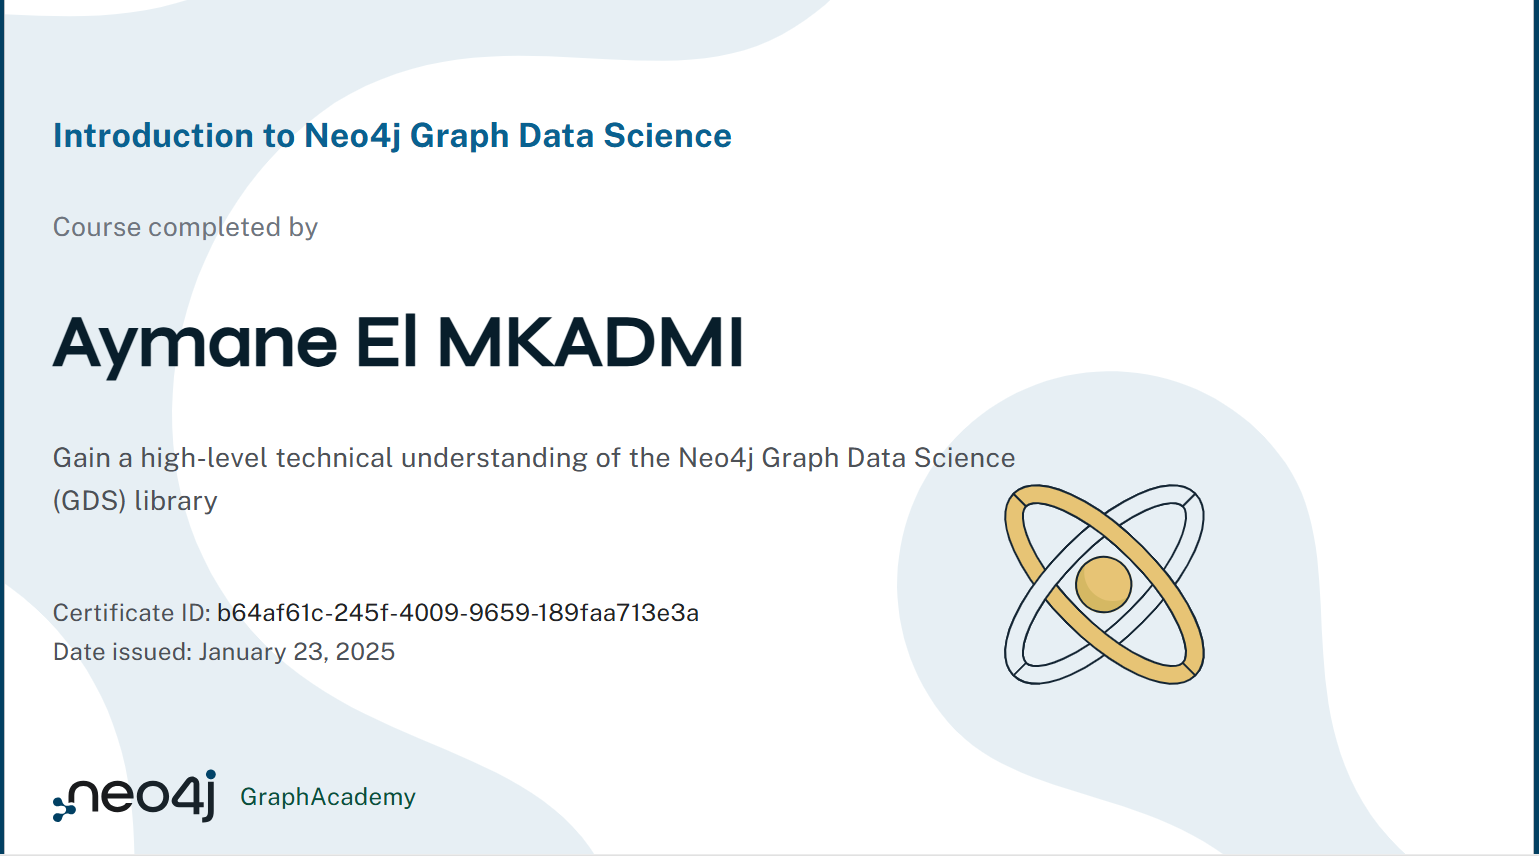 Introduction to Neo4j Graph Data Science
Course completed by
Aymane El MKADMI
Gain a high-level technical understanding of the Neo4j Graph Data Science
(GDS) library
Certificate ID: b64af61c-245f-4009-9659-189faa713e3a
Date issued: January 23, 2025
neo4j GraphAcademy